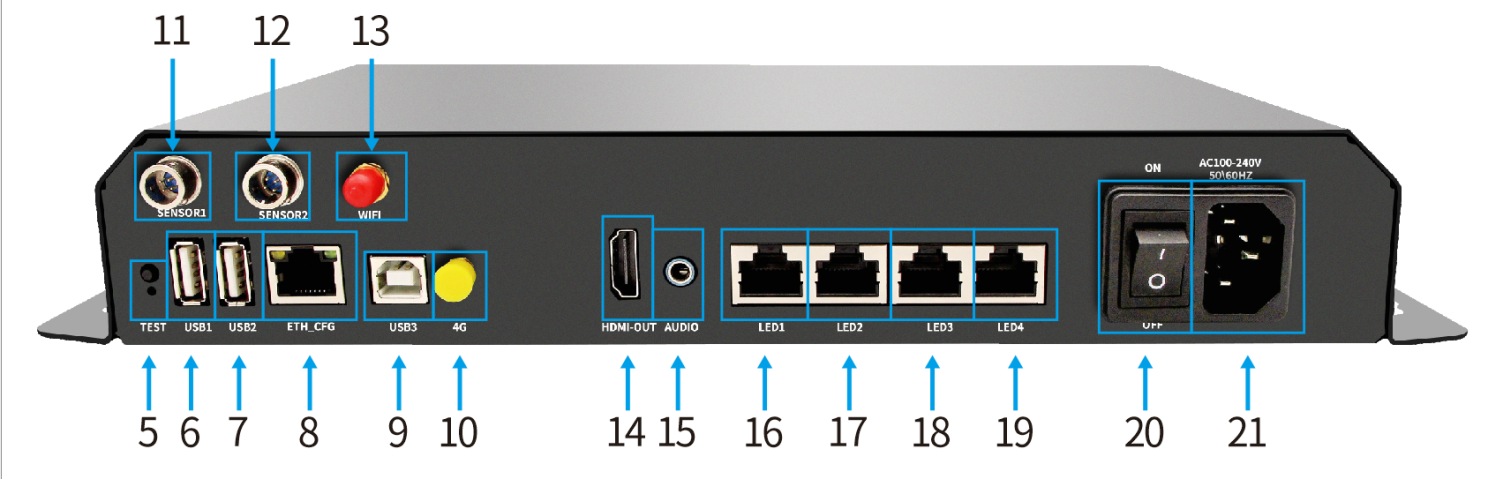 11 12 13
SENSOR1 SENSOR2 WIFI
ON AC100-240V
50\60HZ
I
O
TEST USB1 USB2 ETH_CFG USB3 4G HDMI-OUT AUDIO LED1 LED2 LED3 LED4 OFF
5 6 7 8 9 10 14 15 16 17 18 19 20 21